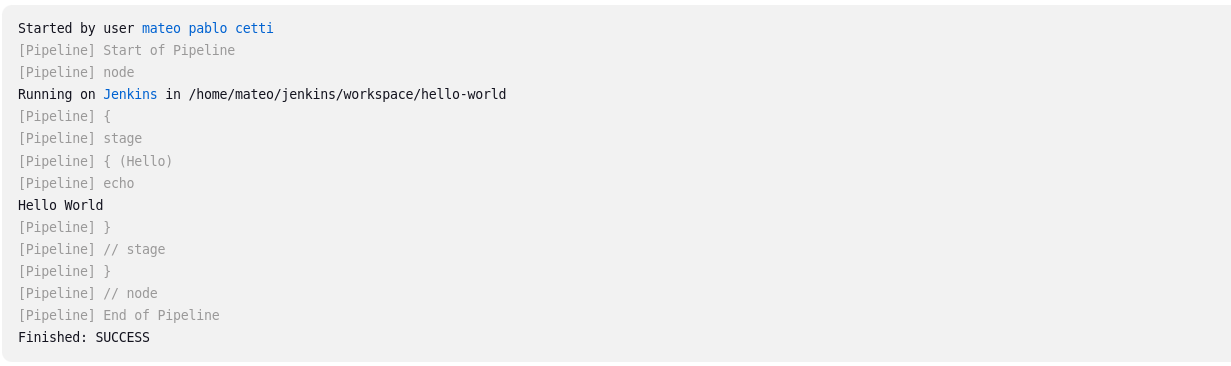 Started by user mateo pablo cetti
[Pipeline] Start of Pipeline
[Pipeline] node
Running on Jenkins in /home/mateo/jenkins/workspace/hello-world
[Pipeline] {
[Pipeline] stage
[Pipeline] { (Hello)
[Pipeline] echo
Hello World
[Pipeline] }
[Pipeline] // stage
[Pipeline] }
[Pipeline] // node
[Pipeline] End of Pipeline
Finished: SUCCESS